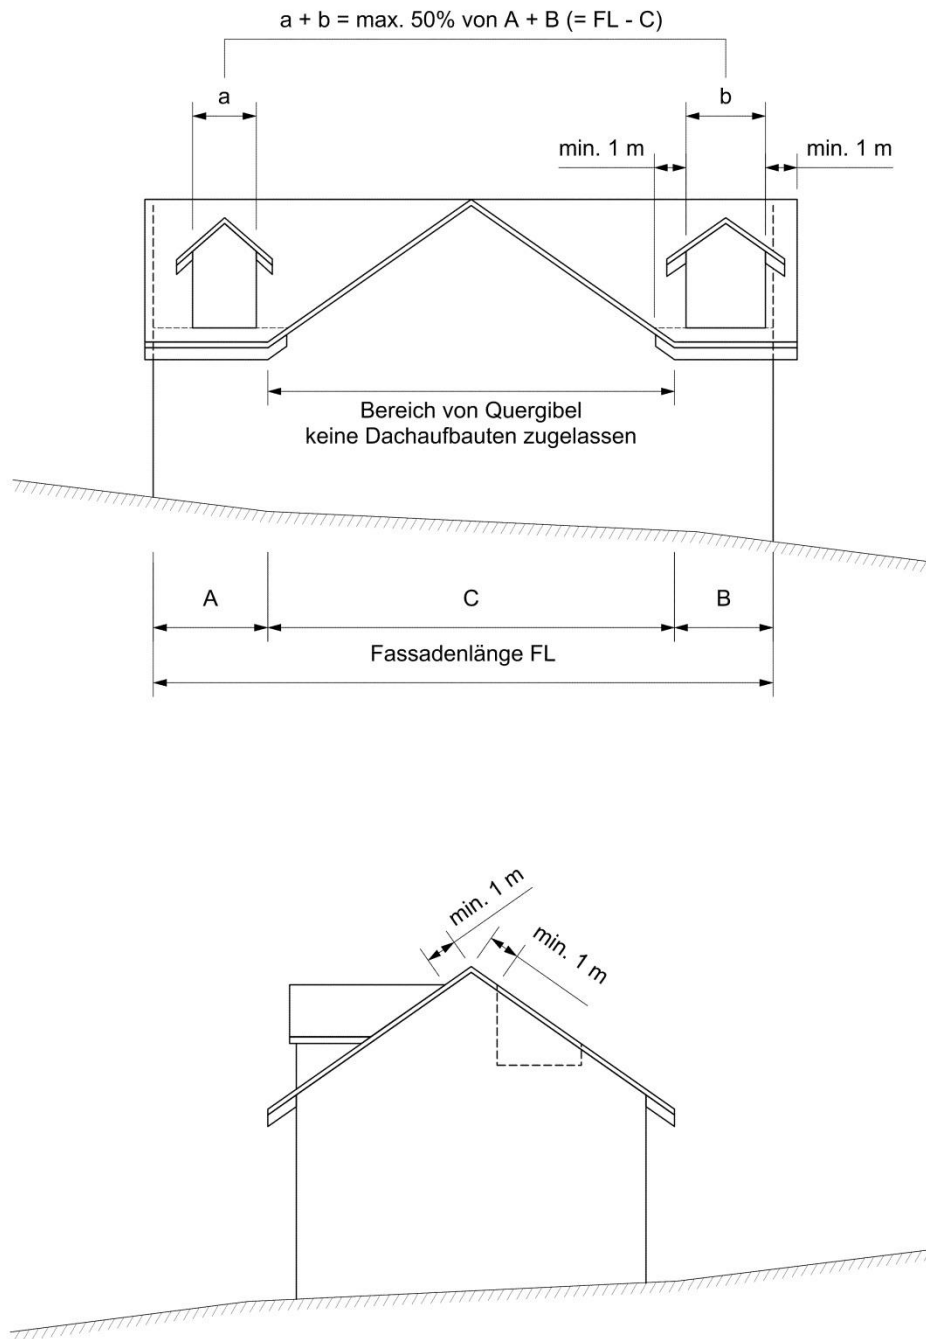 a + b = max. 50% von A + B (= FL - C)
a
b
min. 1 m
min. 1 m
Bereich von Quergibel
keine Dachaufbauten zugelassen
A
C
B
Fassadenlänge FL
min. 1 m
min. 1 m